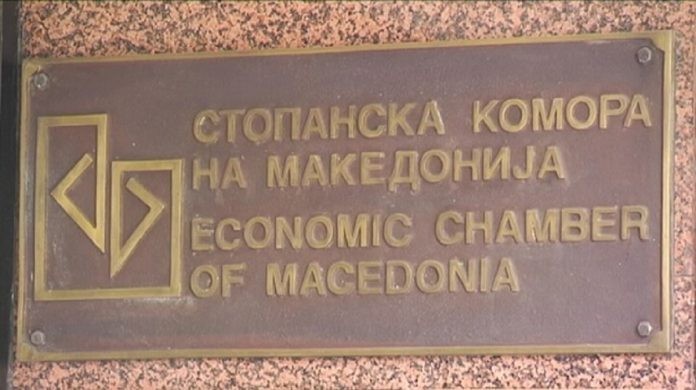 СТОПАНСКА КОМОРА
НА МАКЕДОНИЈА
ECONOMIC CHAMBER
OF MACEDONIA